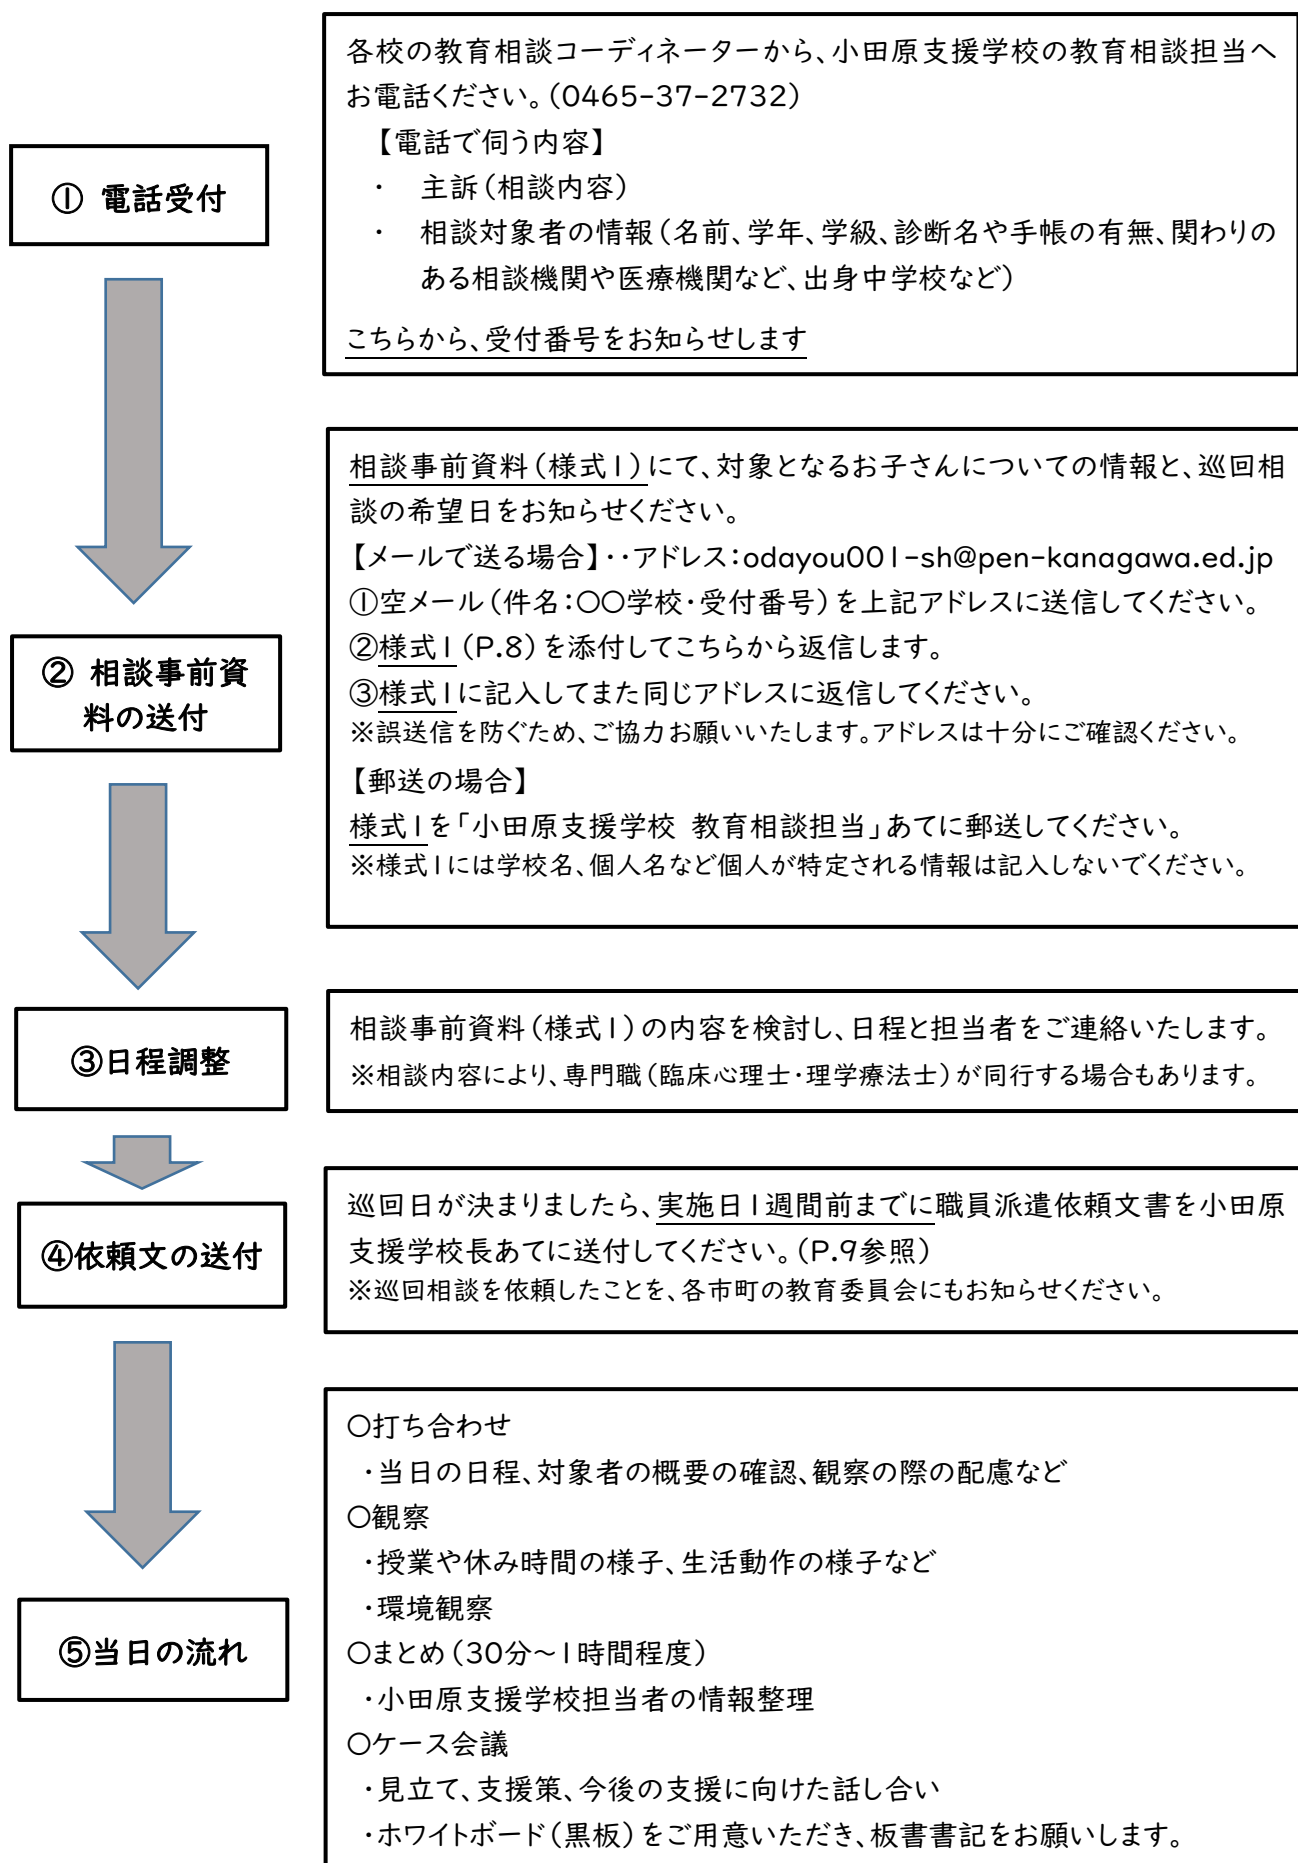 各校の教育相談コーディネーターから、小田原支援学校の教育相談担当へ
お電話ください。(0465-37-2732)
【電話で伺う内容】
・ 主訴(相談内容)
・ 相談対象者の情報(名前、学年、学級、診断名や手帳の有無、関わりの
ある相談機関や医療機関など、出身中学校など)
こちらから、受付番号をお知らせします
① 電話受付
相談事前資料(様式1)にて、対象となるお子さんについての情報と、巡回相
談の希望日をお知らせください。
【メールで送る場合】・・アドレス:odayou001-sh@pen-kanagawa.ed.jp
①空メール(件名:○○学校・受付番号)を上記アドレスに送信してください。
②様式1(P.8)を添付してこちらから返信します。
③様式1に記入してまた同じアドレスに返信してください。
※誤送信を防ぐため、ご協力お願いいたします。アドレスは十分にご確認ください。
【郵送の場合】
様式1を「小田原支援学校 教育相談担当」あてに郵送してください。
※様式1には学校名、個人名など個人が特定される情報は記入しないでください。
② 相談事前資
料の送付
相談事前資料(様式1)の内容を検討し、日程と担当者をご連絡いたします。
※相談内容により、専門職(臨床心理士・理学療法士)が同行する場合もあります。
③日程調整
巡回日が決まりましたら、実施日1週間前までに職員派遣依頼文書を小田原
支援学校長あてに送付してください。(P.9参照)
※巡回相談を依頼したことを、各市町の教育委員会にもお知らせください。
④依頼文の送付
○打ち合わせ
・当日の日程、対象者の概要の確認、観察の際の配慮など
○観察
・授業や休み時間の様子、生活動作の様子など
・環境観察
○まとめ(30分~1時間程度)
・小田原支援学校担当者の情報整理
○ケース会議
・見立て、支援策、今後の支援に向けた話し合い
・ホワイトボード(黒板)をご用意いただき、板書書記をお願いします。
⑤当日の流れ